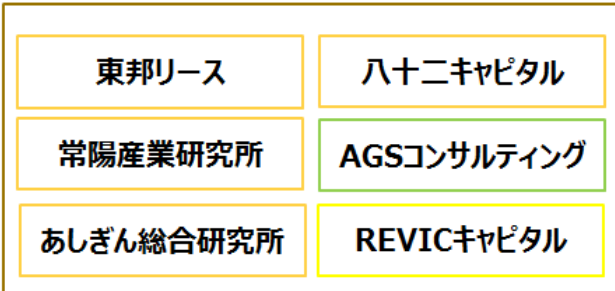 東邦リース
八十二キャピタル
常陽産業研究所
AGSコンサルティング
あしぎん総合研究所
REVICキャピタル